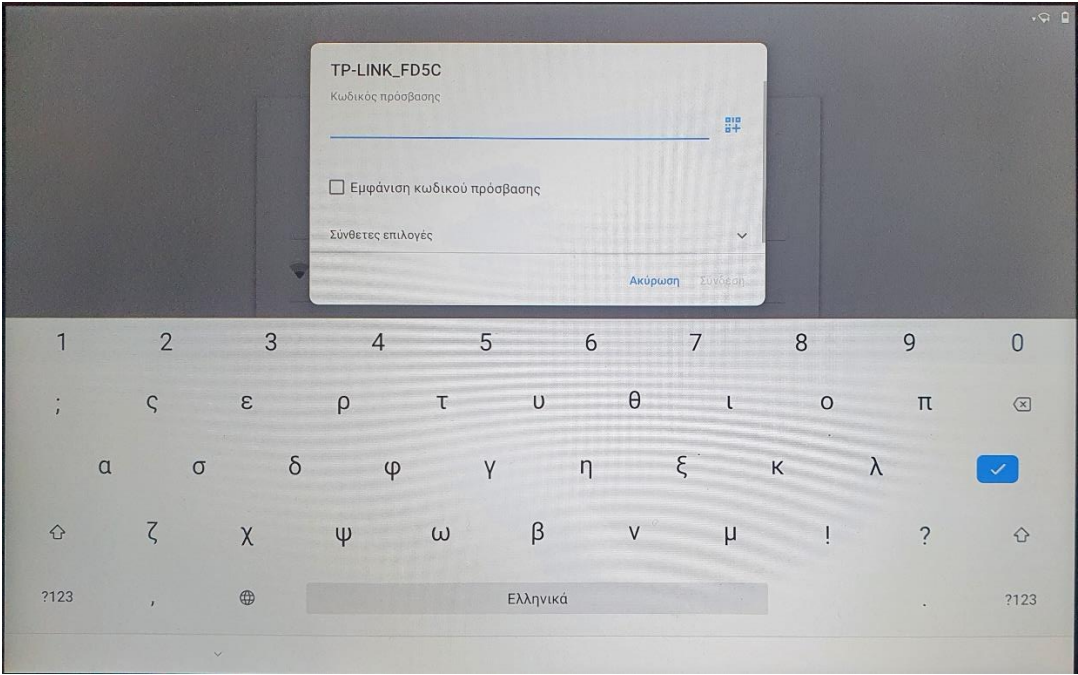 TP-LINK_FD5C
Κωδικός πρόσβασης
Εμφάνιση κωδικού πρόσβασης
Σύνθετες επιλογές
Ακύρωση Σύνδεση
1 2 3 4 5 6 7 8 9 0
; ς ε ρ τ υ θ ι ο π
α σ δ φ γ η ξ κ λ
ζ χ ψ ω β ν μ ! ?
?123 , Ελληνικά . ?123